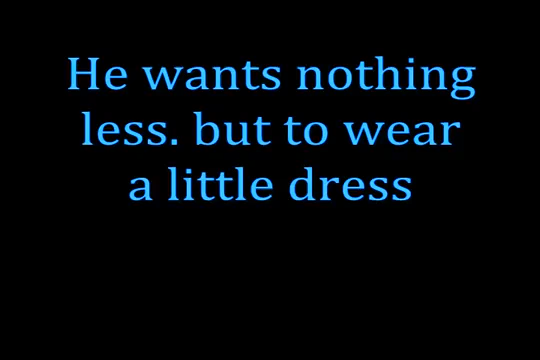 He wants nothing
less. but to wear
a little dress